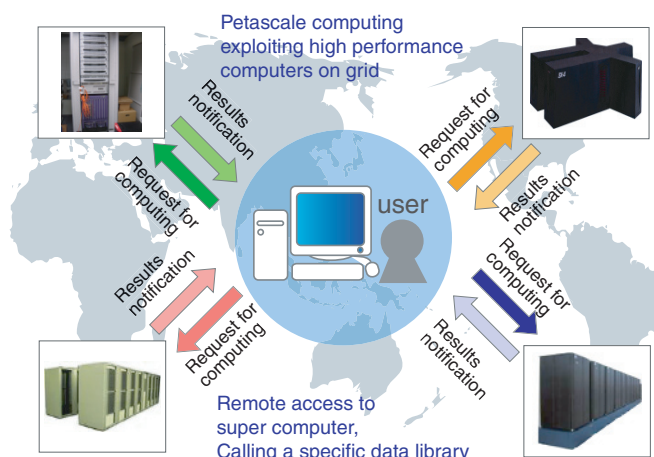 Petascale computing
exploiting high performance
computers on grid
Results
notification
Request for
computing
Request for
computing
Results
notification
user
Results
notification
Request for
computing
Request for
computing
Results
notification
Remote access to
super computer,
Calling a specific data library